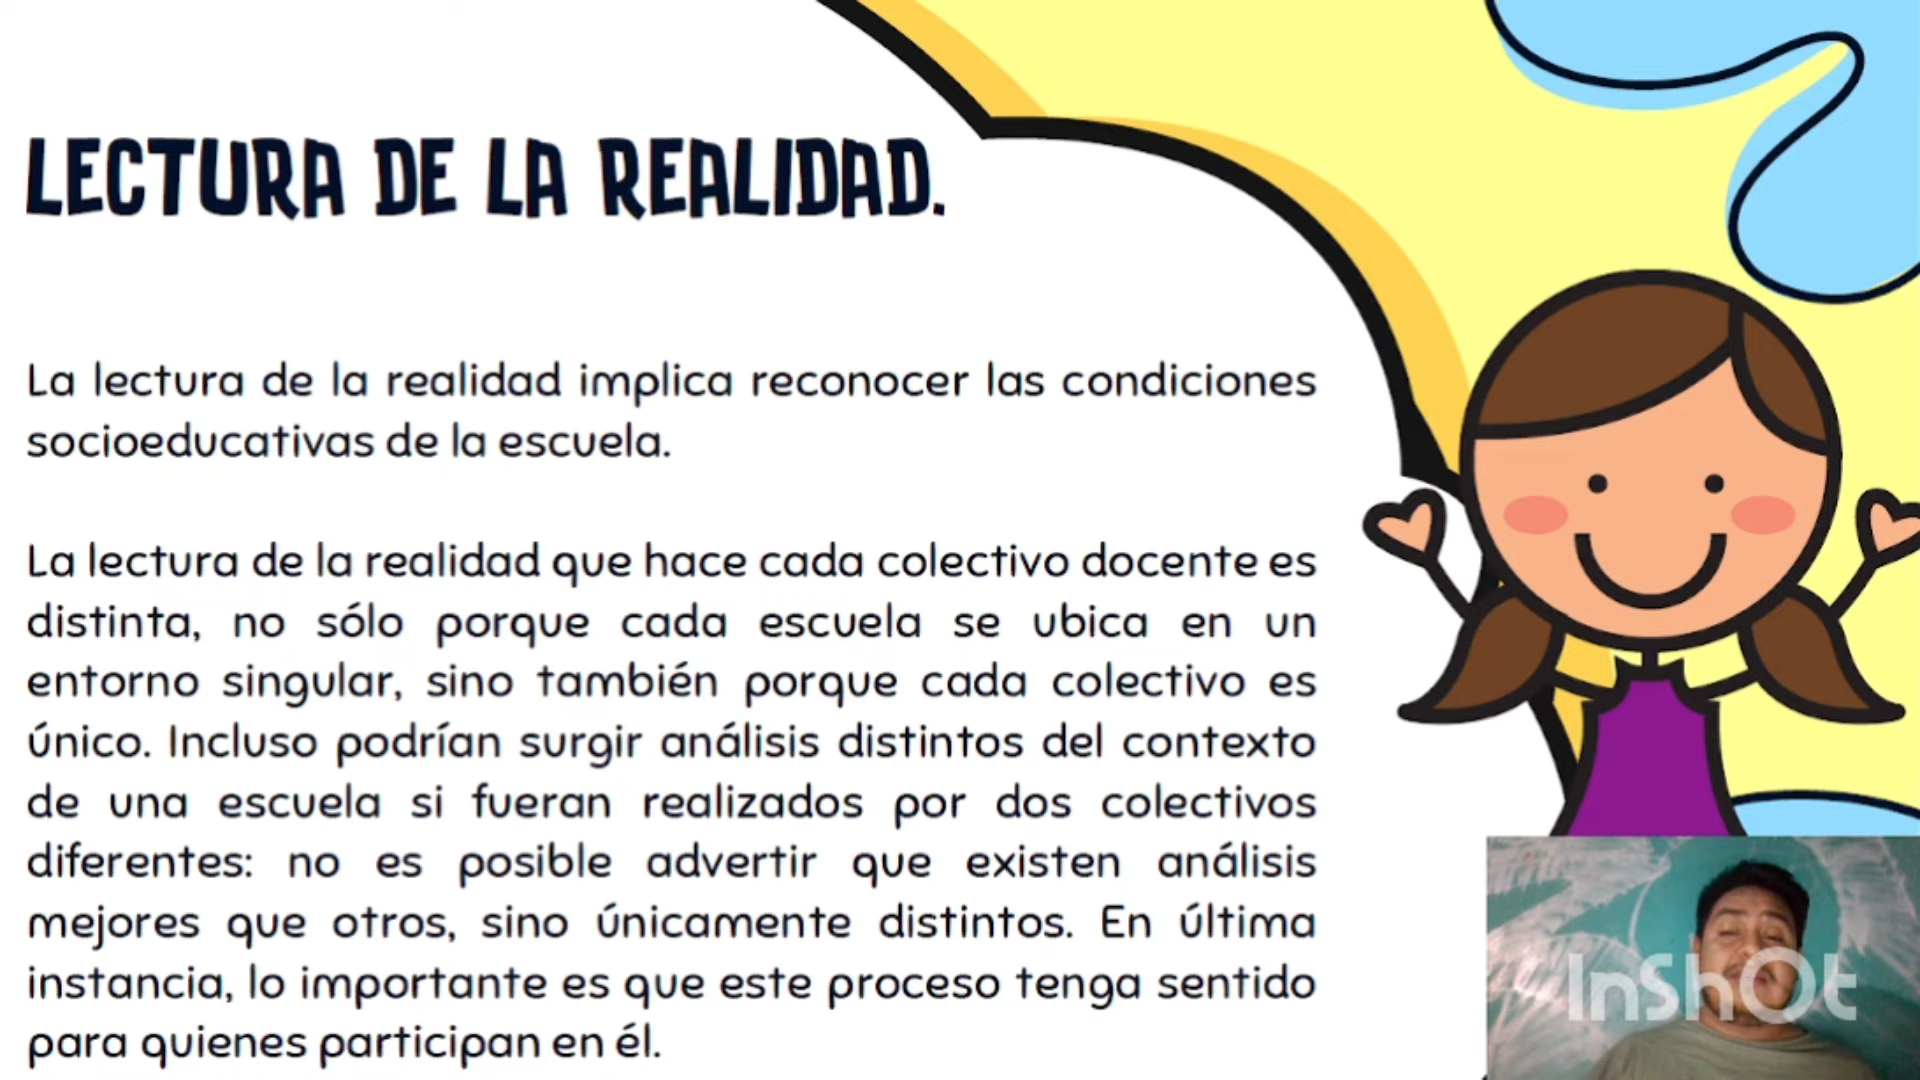 LECTURA DE LA REALIDAD.
La lectura de la realidad implica reconocer las condiciones
socioeducativas de la escuela.
La lectura de la realidad que hace cada colectivo docente es
distinta, no sólo porque cada escuela se ubica en un
entorno singular, sino también porque cada colectivo es
único. Incluso podrían surgir análisis distintos del contexto
de una escuela si fueran realizados por dos colectivos
diferentes: no es posible advertir que existen análisis
mejores que otros, sino únicamente distintos. En última
instancia, lo importante es que este proceso tenga sentido
para quienes participan en él.
InShOt